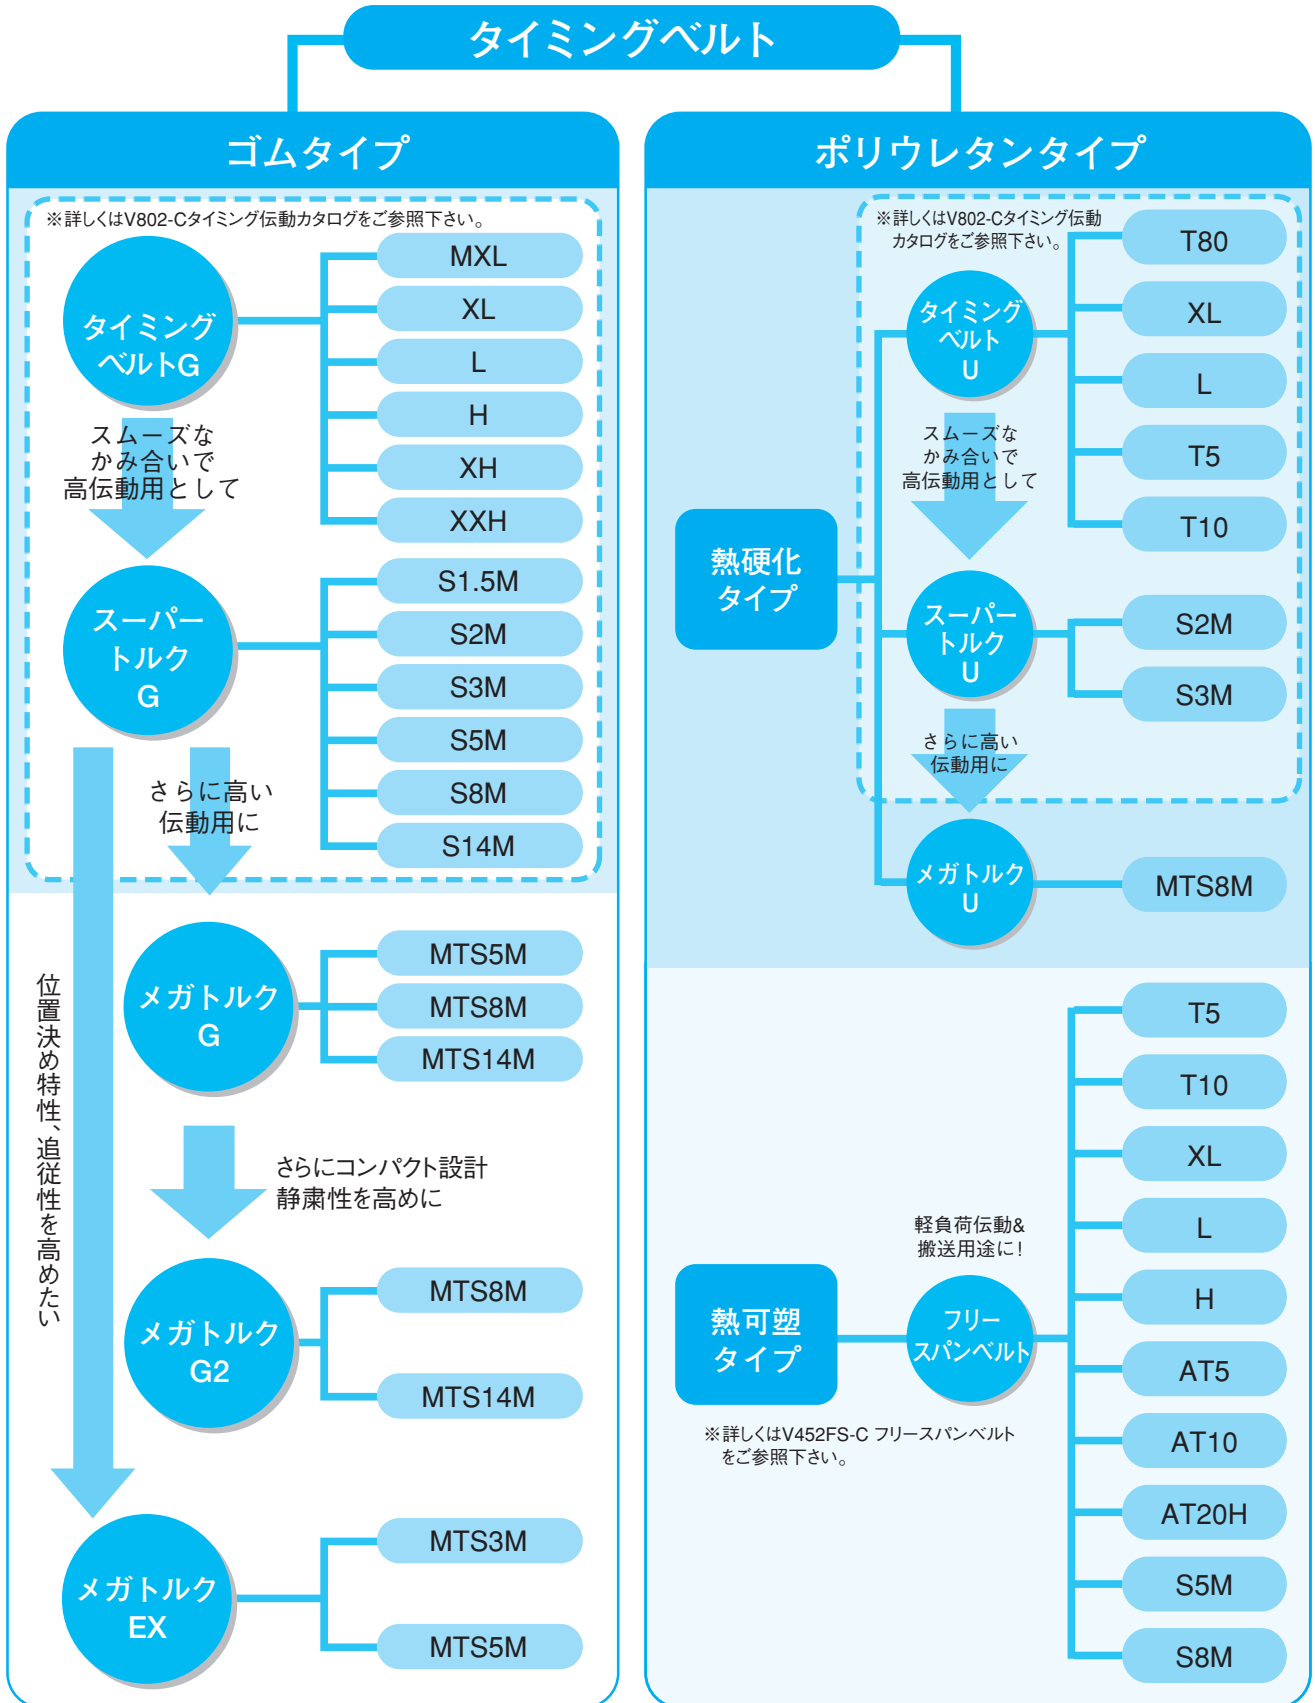 タイミングベルト
ゴムタイプ
※詳しくはV802-Cタイミング伝動カタログをご参照下さい。
タイミング
ベルトG
MXL
XL
L
H
XH
XXH
スムーズな
かみ合いで
高伝動用として
スーパー
トルク
G
S1.5M
S2M
S3M
S5M
S8M
S14M
さらに高い
伝動用に
位置決め特性、追従性を高めたい
メガトルク
G
MTS5M
MTS8M
MTS14M
さらにコンパクト設計
静粛性を高めに
メガトルク
G2
MTS8M
MTS14M
メガトルク
EX
MTS3M
MTS5M
ポリウレタンタイプ
※詳しくはV802-Cタイミング伝動
カタログをご参照下さい。
熱硬化
タイプ
タイミング
ベルト
U
T80
XL
L
T5
T10
スムーズな
かみ合いで
高伝動用として
スーパー
トルク
U
S2M
S3M
さらに高い
伝動用に
メガトルク
U
MTS8M
熱可塑
タイプ
軽負荷伝動&
搬送用途に!
フリー
スパンベルト
※詳しくはV452FS-C フリースパンベルト
をご参照下さい。
T5
T10
XL
L
H
AT5
AT10
AT20H
S5M
S8M